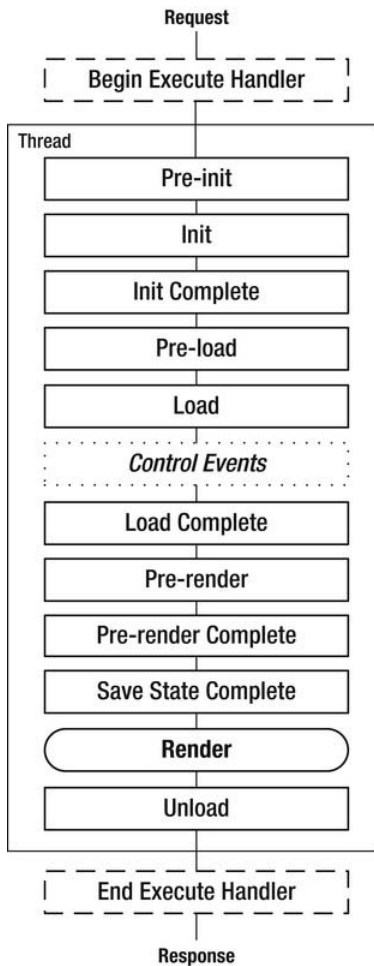 Request
Begin Execute Handler
Thread
Pre-init
Init
Init Complete
Pre-load
Load
Control Events
Load Complete
Pre-render
Pre-render Complete
Save State Complete
Render
Unload
End Execute Handler
Response